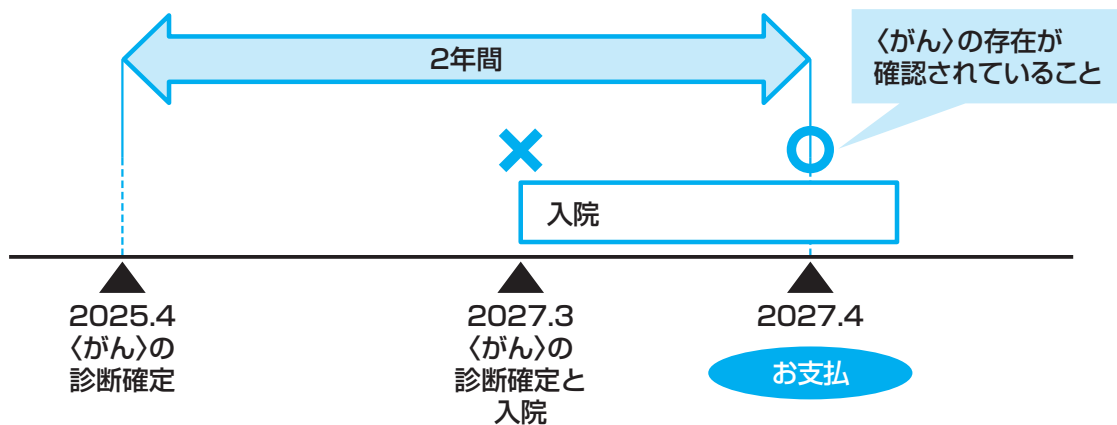 2年間
〈がん〉の存在が
確認されていること
入院
2025.4
〈がん〉の
診断確定
2027.3
〈がん〉の
診断確定と
入院
2027.4
お支払